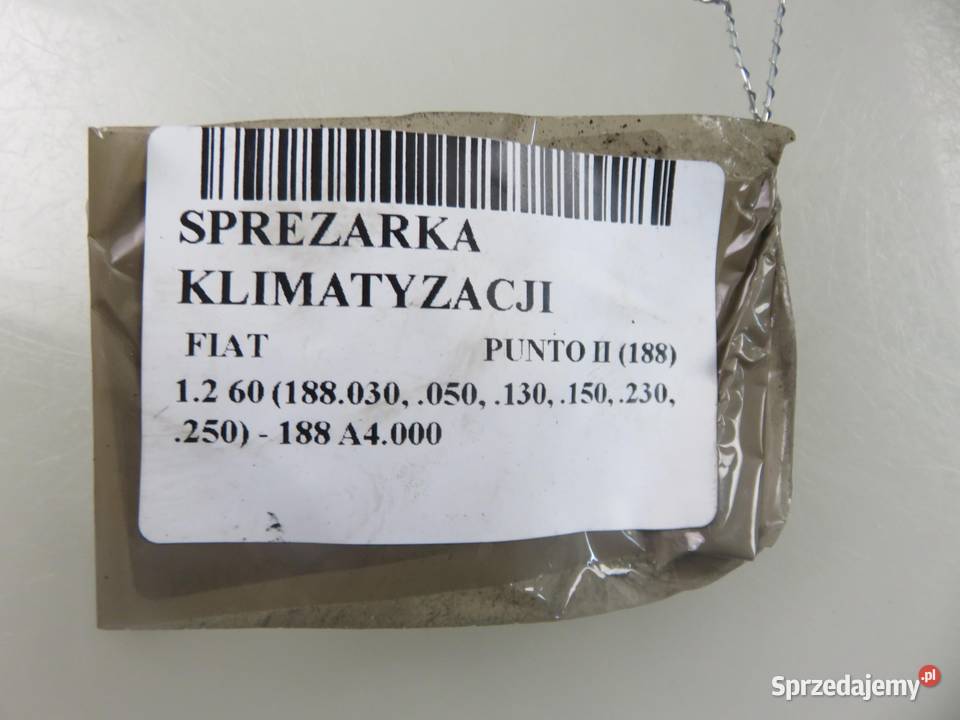 SPREZARKA
KLIMATYZACJI
FIAT PUNTO II (188)
1.2 60 (188.030, .050, .130, .150, .230,
.250) - 188 A4.000
Sprzedajemy.pl